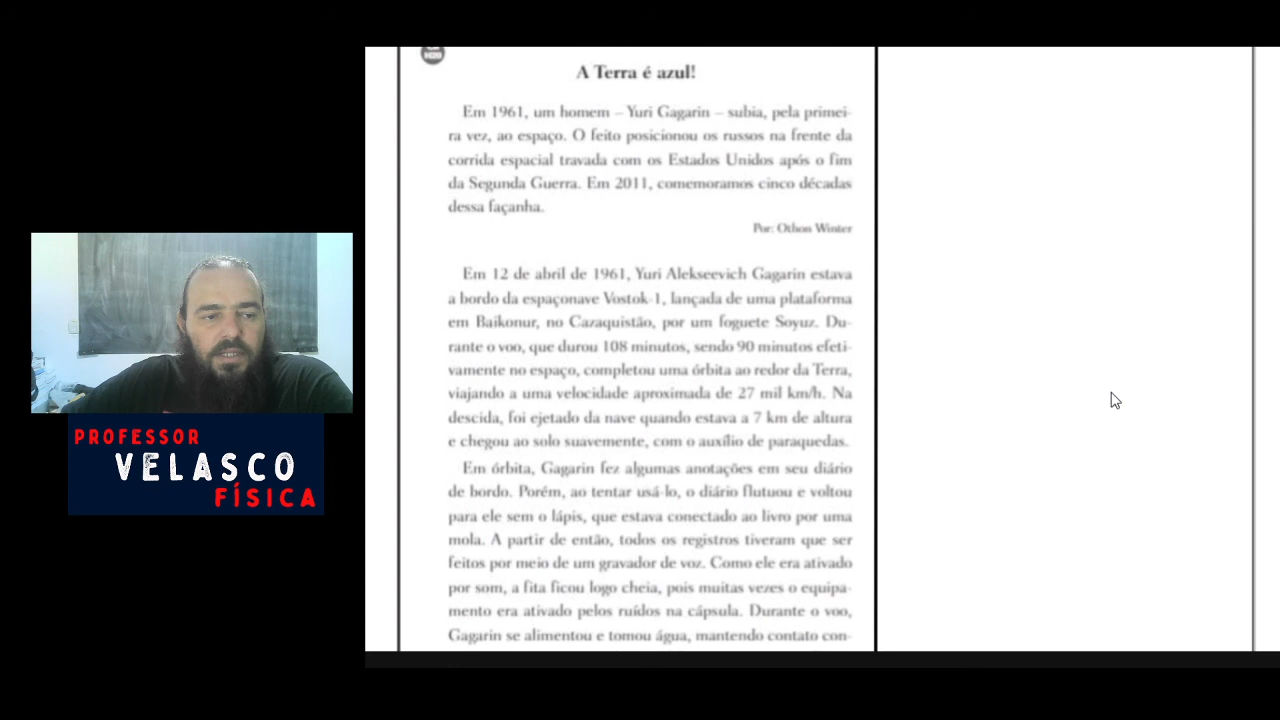 A Terra é azul!
Em 1961, um homem – Yuri Gagarin – subia, pela primei-
ra vez, ao espaço. O feito posicionou os russos na frente da
corrida espacial travada com os Estados Unidos após o fim
da Segunda Guerra. Em 2011, comemoramos cinco décadas
dessa façanha.
Por: Othon Winter
Em 12 de abril de 1961, Yuri Alekseevich Gagarin estava
a bordo da espaçonave Vostok-1, lançada de uma plataforma
em Baikonur, no Cazaquistão, por um foguete Soyuz. Du-
rante o voo, que durou 108 minutos, sendo 90 minutos efeti-
vamente no espaço, completou uma órbita ao redor da Terra,
viajando a uma velocidade aproximada de 27 mil km/h. Na
descida, foi ejetado da nave quando estava a 7 km de altura
e chegou ao solo suavemente, com o auxílio de paraquedas.
Em órbita, Gagarin fez algumas anotações em seu diário
de bordo. Porém, ao tentar usá-lo, o diário flutuou e voltou
para ele sem o lápis, que estava conectado ao livro por uma
mola. A partir de então, todos os registros tiveram que ser
feitos por meio de um gravador de voz. Como ele era ativado
por som, a fita ficou logo cheia, pois muitas vezes o equipa-
mento era ativado pelos ruídos na cápsula. Durante o voo,
Gagarin se alimentou e tomou água, mantendo contato con-
PROFESSOR
VELASCO
FÍSICA